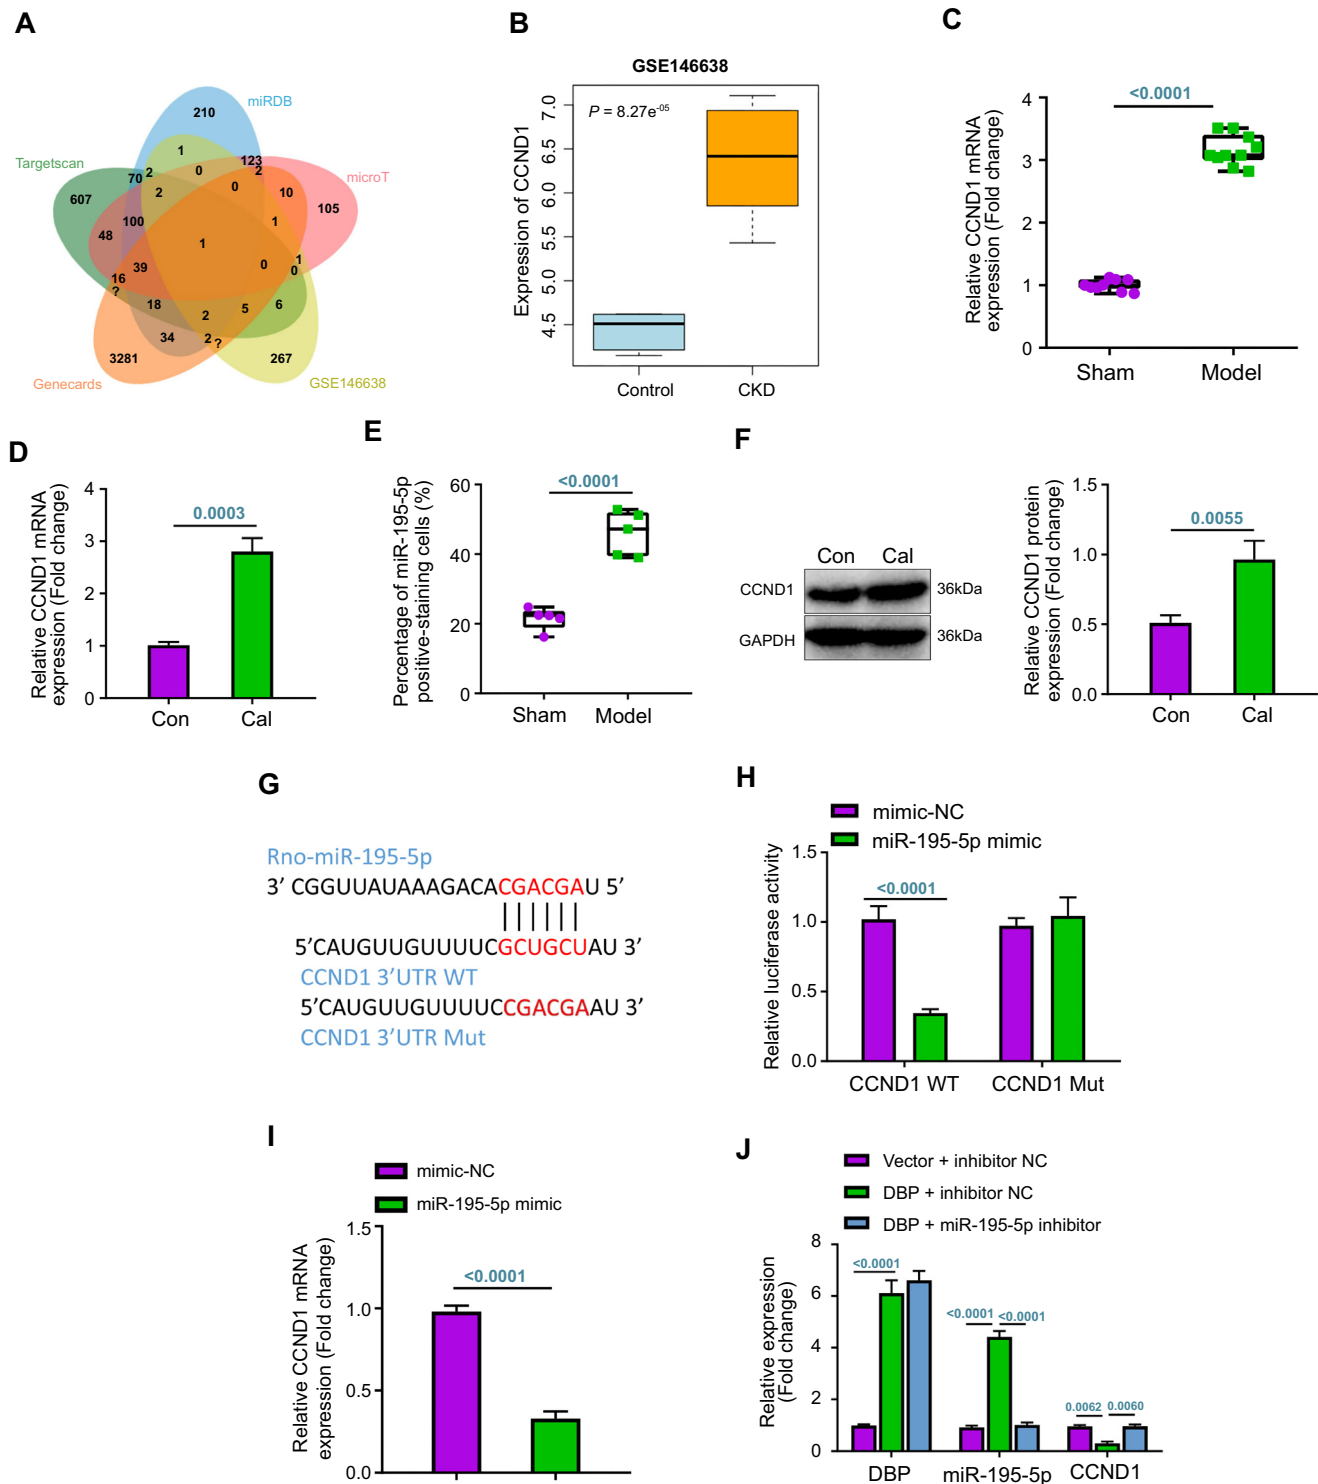 A
miRDB
210
Targetscan
1
123
2
0
2
70
microT
607
2
0
10
105
100
1
48
1
39
0
1
0
16
?
18
6
5
2
34
2
?
3281
267
Genecards
GSE146638
B
GSE146638
P = 8.27e-05
Expression of CCND1
7.0
6.5
6.0
5.5
5.0
4.5
Control
CKD
C
<0.0001
Relative CCND1 mRNA
expression (Fold change)
4
3
2
1
0
Sham
Model
D
0.0003
Relative CCND1 mRNA
expression (Fold change)
4
3
2
1
0
Con
Cal
E
<0.0001
Percentage of miR-195-5p
positive-staining cells (%)
60
40
20
0
Sham
Model
F
Con
Cal
CCND1
36kDa
GAPDH
36kDa
Relative CCND1 protein
expression (Fold change)
1.5
1.0
0.5
0.0
0.0055
Con
Cal
G
Rno-miR-195-5p
3’ CGGUUAUAAAGACACGACGAU 5’
5’CAUGUUGUUUUCGCUGCUAU 3’
CCND1 3’UTR WT
5’CAUGUUGUUUUCCGACGAAU 3’
CCND1 3’UTR Mut
H
mimic-NC
miR-195-5p mimic
Relative luciferase activity
1.5
1.0
0.5
0.0
<0.0001
CCND1 WT
CCND1 Mut
I
mimic-NC
miR-195-5p mimic
Relative CCND1 mRNA
expression (Fold change)
1.5
1.0
0.5
0.0
<0.0001
J
Vector + inhibitor NC
DBP + inhibitor NC
DBP + miR-195-5p inhibitor
Relative expression
(Fold change)
8
6
4
2
0
<0.0001
<0.0001
<0.0001
0.0062
0.0060
DBP
miR-195-5p
CCND1